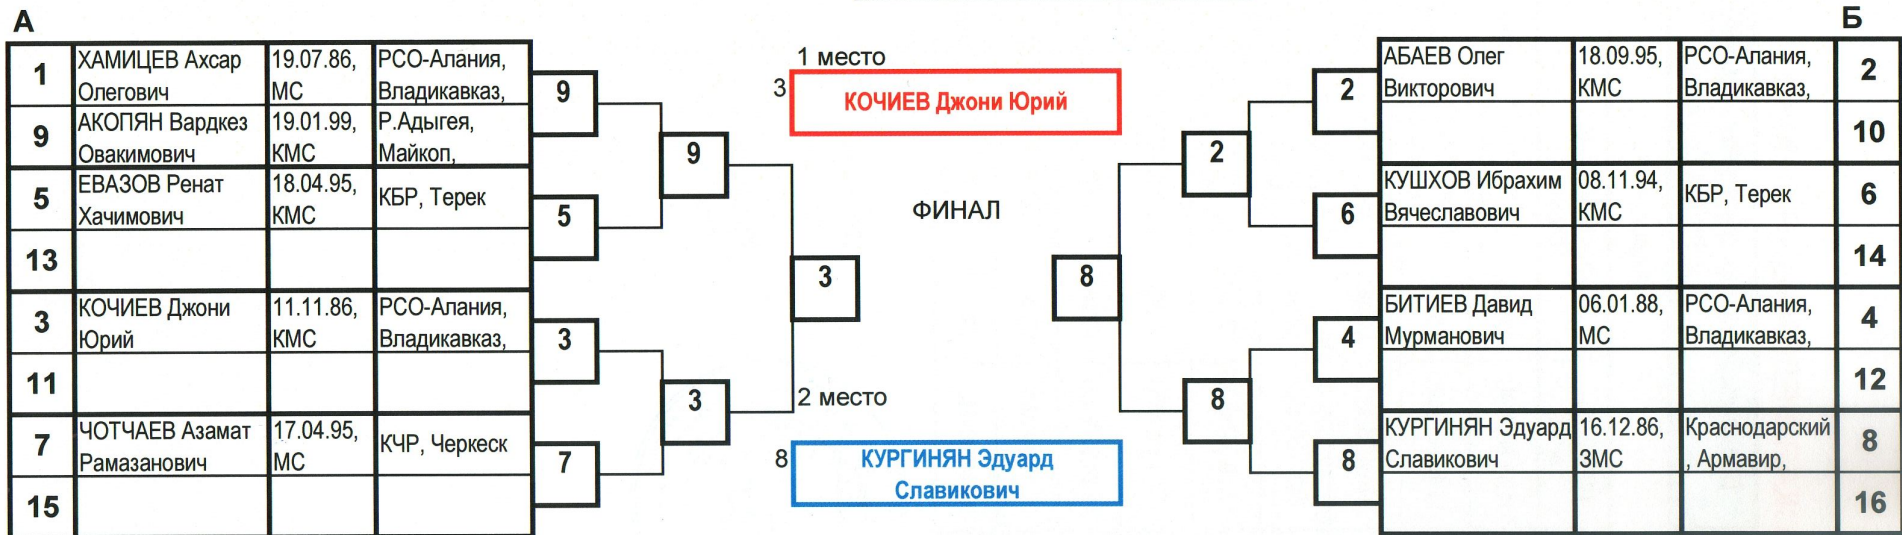 А
Б
1
ХАМИЦЕВ Ахсар
Олегович
19.07.86,
МС
РСО-Алания,
Владикавказ,
9
АКОПЯН Вардкез
Овакимович
19.01.99,
КМС
Р.Адыгея,
Майкоп,
5
ЕВАЗОВ Ренат
Хачимович
18.04.95,
КМС
КБР, Терек
13
3
КОЧИЕВ Джони
Юрий
11.11.86,
КМС
РСО-Алания,
Владикавказ,
11
7
ЧОТЧАЕВ Азамат
Рамазанович
17.04.95,
МС
КЧР, Черкеск
15
9
5
3
7
9
3
3
1 место
3
КОЧИЕВ Джони Юрий
ФИНАЛ
2 место
8
КУРГИНЯН Эдуард
Славикович
8
2
8
2
6
4
8
АБАЕВ Олег
Викторович
18.09.95,
КМС
РСО-Алания,
Владикавказ,
2
10
КУШХОВ Ибрахим
Вячеславович
08.11.94,
КМС
КБР, Терек
6
14
БИТИЕВ Давид
Мурманович
06.01.88,
МС
РСО-Алания,
Владикавказ,
4
12
КУРГИНЯН Эдуард
Славикович
16.12.86,
ЗМС
Краснодарский
, Армавир,
8
16